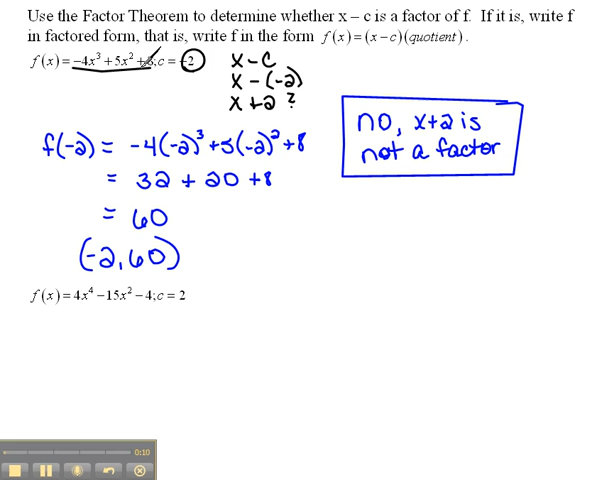 Use the Factor Theorem to determine whether x – c is a factor of f. If it is, write f
in factored form, that is, write f in the form f(x)=(x−c)(quotient).
f(x)=−4x³+5x²+8;c=−2
x-c
x-(-2)
x+2 ?
f(-2) = -4(-2)³+5(-2)²+8
= 32 + 20 +8
= 60
(-2,60)
no, x+2 is
not a factor
f(x)=4x⁴−15x²−4;c=2
0:10